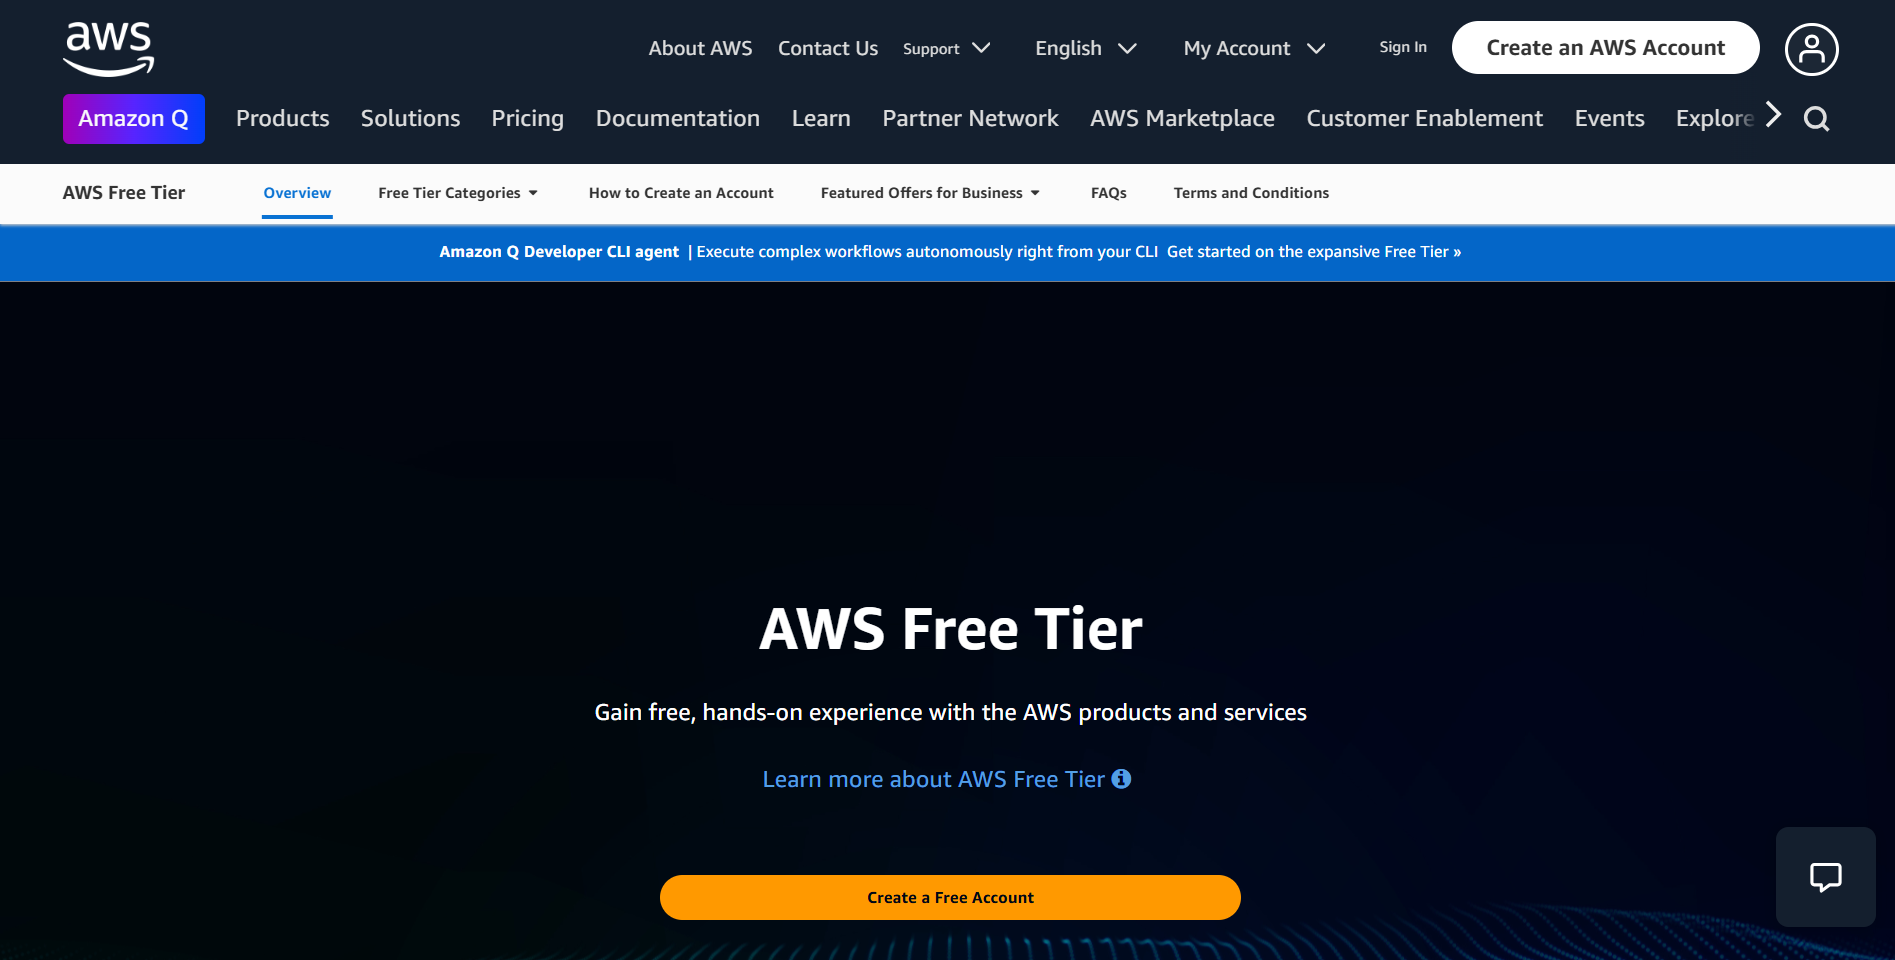 aws
About AWS Contact Us Support English My Account Sign In Create an AWS Account
Amazon Q Products Solutions Pricing Documentation Learn Partner Network AWS Marketplace Customer Enablement Events Explore
AWS Free Tier Overview Free Tier Categories How to Create an Account Featured Offers for Business FAQs Terms and Conditions
Amazon Q Developer CLI agent | Execute complex workflows autonomously right from your CLI Get started on the expansive Free Tier »
AWS Free Tier
Gain free, hands-on experience with the AWS products and services
Learn more about AWS Free Tier
Create a Free Account